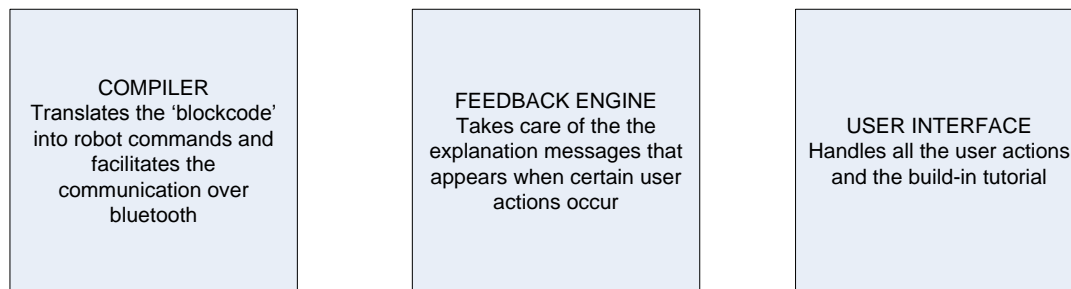 COMPILER
Translates the ‘blockcode’
into robot commands and
facilitates the
communication over
bluetooth
FEEDBACK ENGINE
Takes care of the the
explanation messages that
appears when certain user
actions occur
USER INTERFACE
Handles all the user actions
and the build-in tutorial